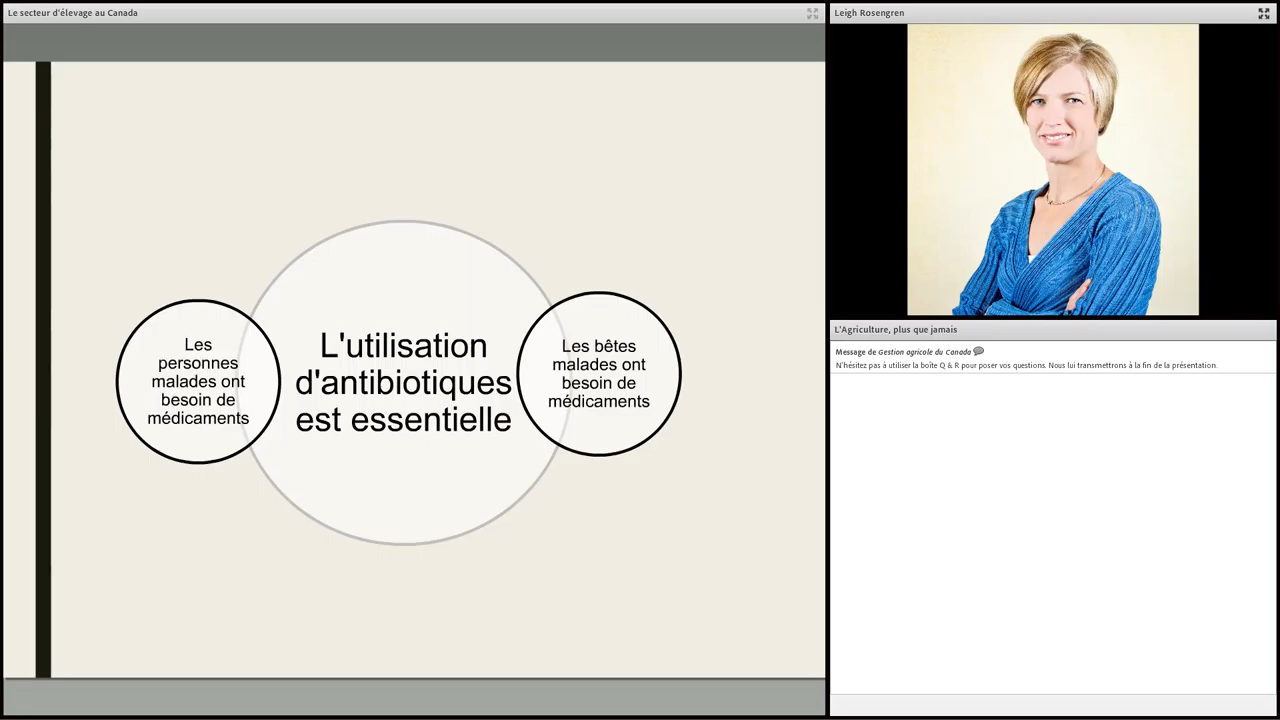 Le secteur d'élevage au Canada
Les
personnes
malades ont
besoin de
médicaments
L'utilisation
d'antibiotiques
est essentielle
Les bêtes
malades ont
besoin de
médicaments
Leigh Rosengren
L'Agriculture, plus que jamais
Message de Gestion agricole du Canada
N'hésitez pas à utiliser la boîte Q & R pour poser vos questions. Nous lui transmettrons à la fin de la présentation.